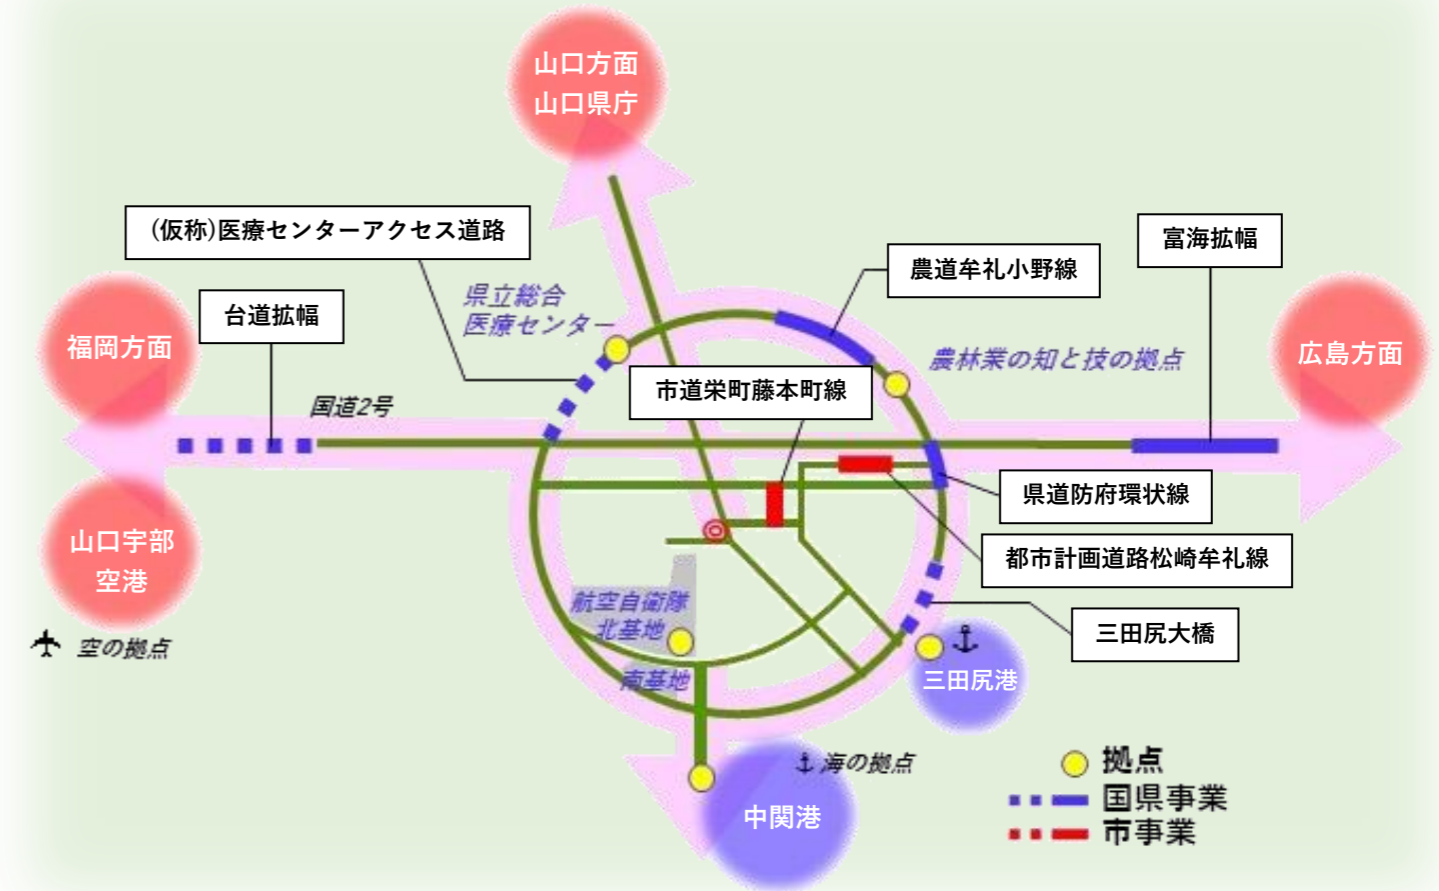 山口方面
山口県庁
(仮称)医療センターアクセス道路
富海拡幅
農道牟礼小野線
県立総合
医療センター
台道拡幅
福岡方面
広島方面
農林業の知と技の拠点
市道栄町藤本町線
国道2号
県道防府環状線
山口宇部
空港
都市計画道路松崎牟礼線
航空自衛隊
北基地
三田尻大橋
空の拠点
南基地
三田尻港
海の拠点
拠点
国県事業
中関港
市事業